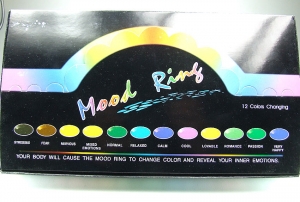 Mood Ring
12 Colors Changing
STRESSED FEAR NERVOUS MIXED EMOTIONS NORMAL RELAXED CALM COOL LOVABLE ROMANCE PASSION VERY HAPPY
YOUR BODY WILL CAUSE THE MOOD RING TO CHANGE COLOR AND REVEAL YOUR INNER EMOTIONS.